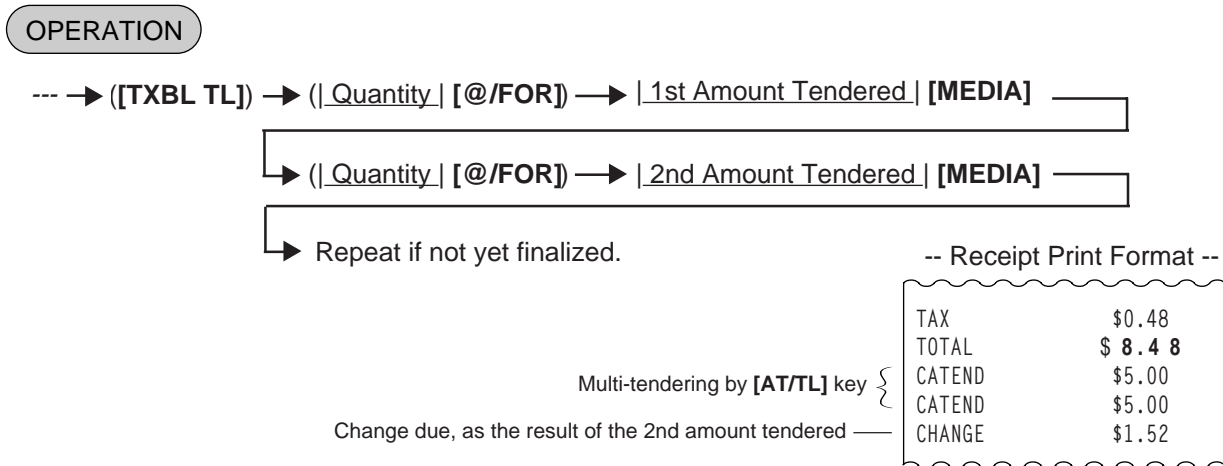 OPERATION
--- ([TXBL TL]) (| Quantity | [@/FOR]) | 1st Amount Tendered | [MEDIA]
(| Quantity | [@/FOR]) | 2nd Amount Tendered | [MEDIA]
Repeat if not yet finalized.
-- Receipt Print Format --
TAX $0.48
TOTAL $ 8.48
Multi-tendering by [AT/TL] key
CATEND $5.00
CATEND $5.00
Change due, as the result of the 2nd amount tendered
CHANGE $1.52